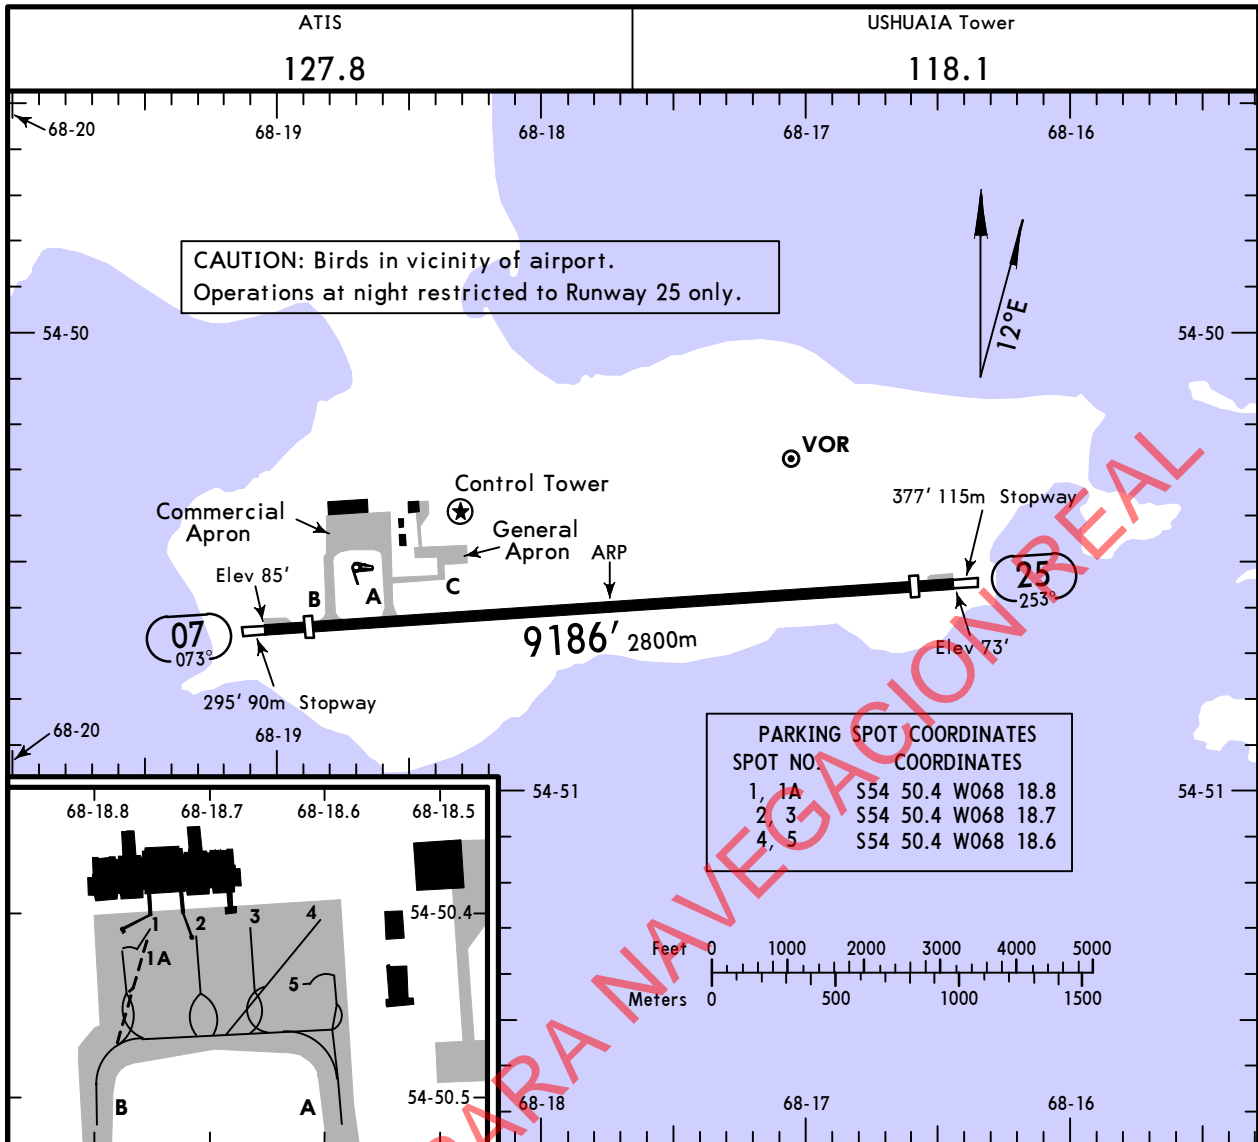 ATIS
127.8
USHUAIA Tower
118.1
68-20
68-19
68-18
68-17
68-16
CAUTION: Birds in vicinity of airport.
Operations at night restricted to Runway 25 only.
12°E
54-50
54-50
VOR
Control Tower
Commercial
Apron
General
Apron
377' 115m Stopway
ARP
Elev 85'
B
A
C
25
253°
07
073°
9186' 2800m
Elev 73'
295' 90m Stopway
68-20
68-19
54-51
54-51
PARKING SPOT COORDINATES
SPOT NO. COORDINATES
1, 1A S54 50.4 W068 18.8
2, 3 S54 50.4 W068 18.7
4, 5 S54 50.4 W068 18.6
68-18.8
68-18.7
68-18.6
68-18.5
1
2
3
4
1A
5
54-50.4
54-50.5
B
A
Feet 0 1000 2000 3000 4000 5000
Meters 0 500 1000 1500
68-18
68-17
68-16
PARA NAVEGACION REAL